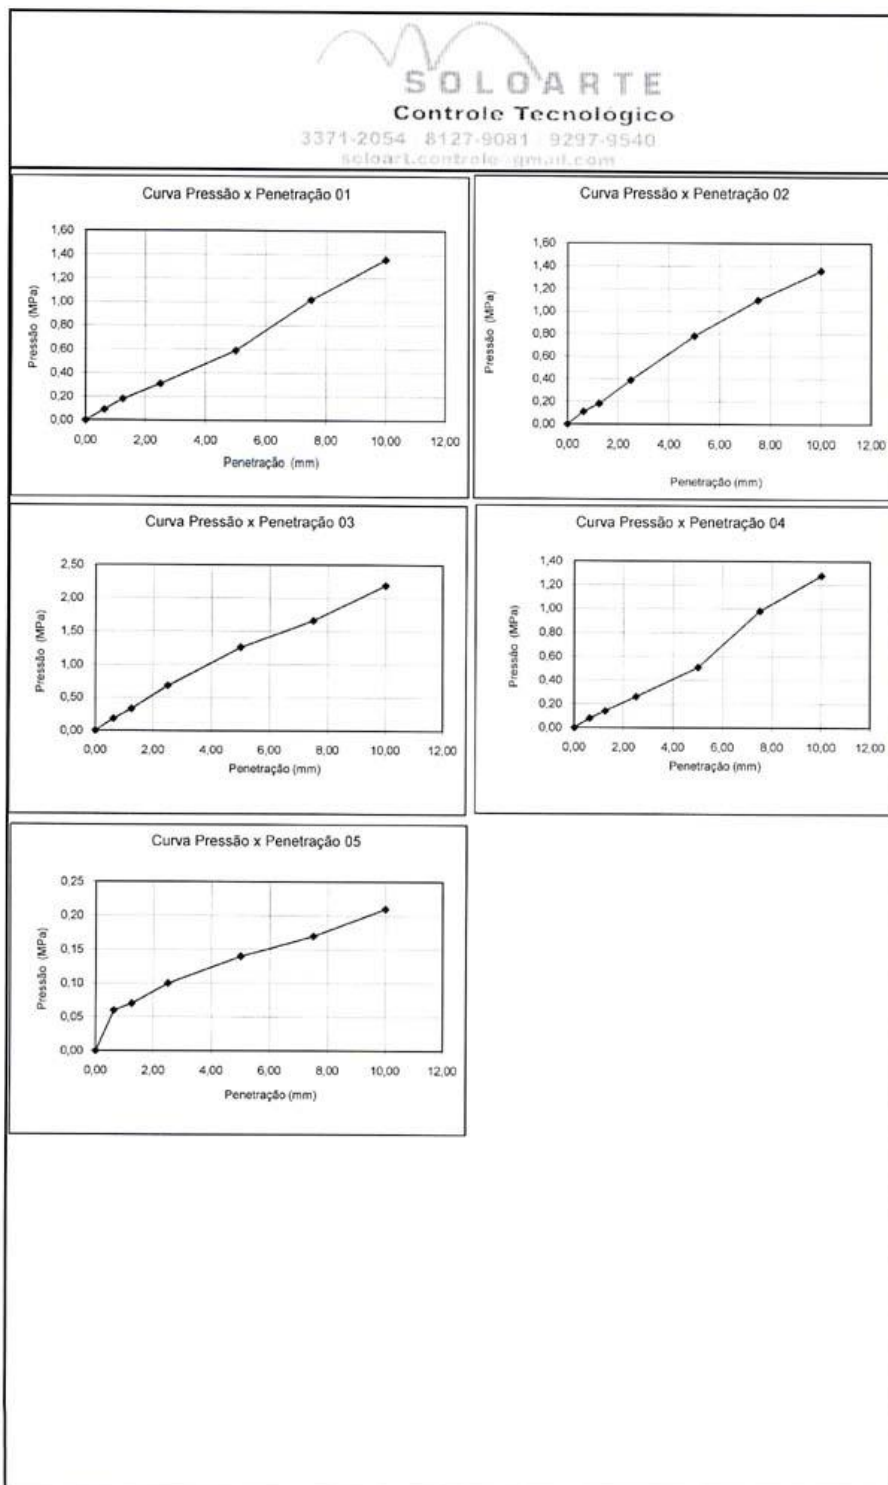 SOLOARTE
Controle Tecnológico
3371-2054 8127-9081 9297-9540
soloart.controle gmail.com
Curva Pressão x Penetração 01
Pressão (MPa)
1,60
1,40
1,20
1,00
0,80
0,60
0,40
0,20
0,00
0,00 2,00 4,00 6,00 8,00 10,00 12,00
Penetração (mm)
Curva Pressão x Penetração 02
Pressão (MPa)
1,60
1,40
1,20
1,00
0,80
0,60
0,40
0,20
0,00
0,00 2,00 4,00 6,00 8,00 10,00 12,00
Penetração (mm)
Curva Pressão x Penetração 03
Pressão (MPa)
2,50
2,00
1,50
1,00
0,50
0,00
0,00 2,00 4,00 6,00 8,00 10,00 12,00
Penetração (mm)
Curva Pressão x Penetração 04
Pressão (MPa)
1,40
1,20
1,00
0,80
0,60
0,40
0,20
0,00
0,00 2,00 4,00 6,00 8,00 10,00 12,00
Penetração (mm)
Curva Pressão x Penetração 05
Pressão (MPa)
0,25
0,20
0,15
0,10
0,05
0,00
0,00 2,00 4,00 6,00 8,00 10,00 12,00
Penetração (mm)